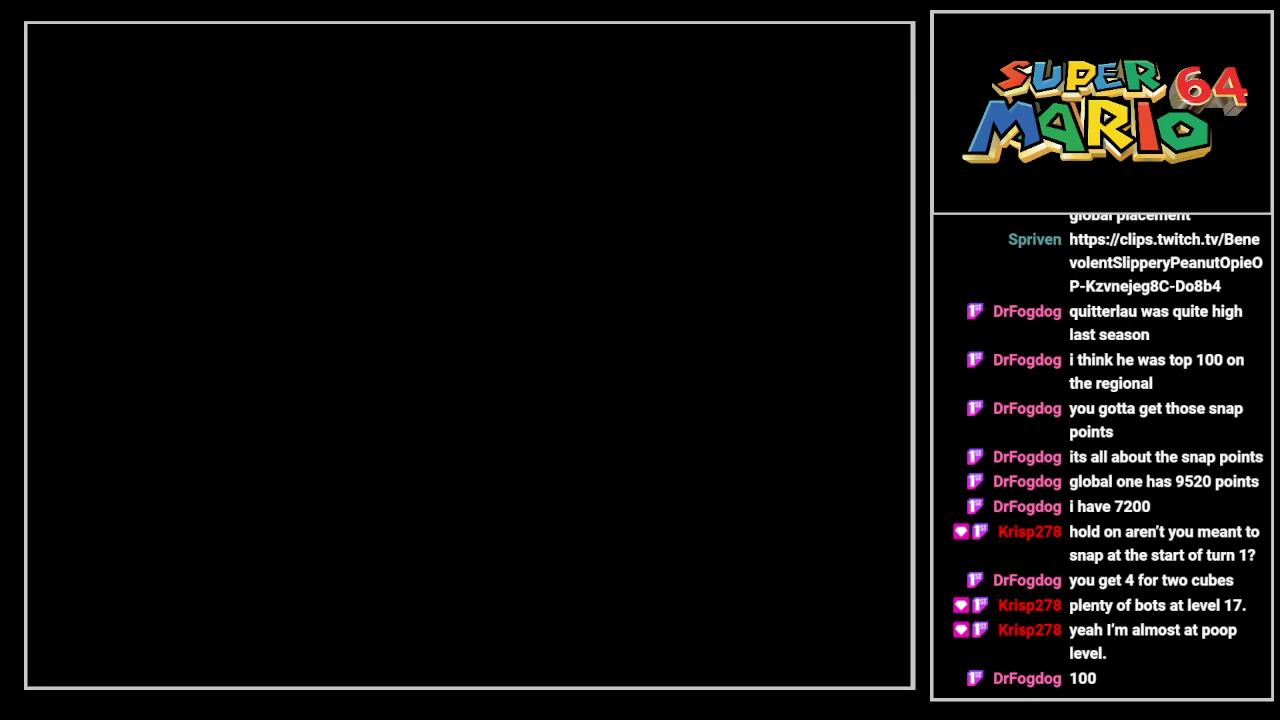 SUPER
MARIO 64
global placement
Spriven https://clips.twitch.tv/Bene
volentSlipperyPeanutOpieO
P-Kzvnejeg8C-Do8b4
DrFogdog quitterlau was quite high
last season
DrFogdog i think he was top 100 on
the regional
DrFogdog you gotta get those snap
points
DrFogdog its all about the snap points
DrFogdog global one has 9520 points
DrFogdog i have 7200
Krisp278 hold on aren't you meant to
snap at the start of turn 1?
DrFogdog you get 4 for two cubes
Krisp278 plenty of bots at level 17.
Krisp278 yeah I'm almost at poop
level.
DrFogdog 100